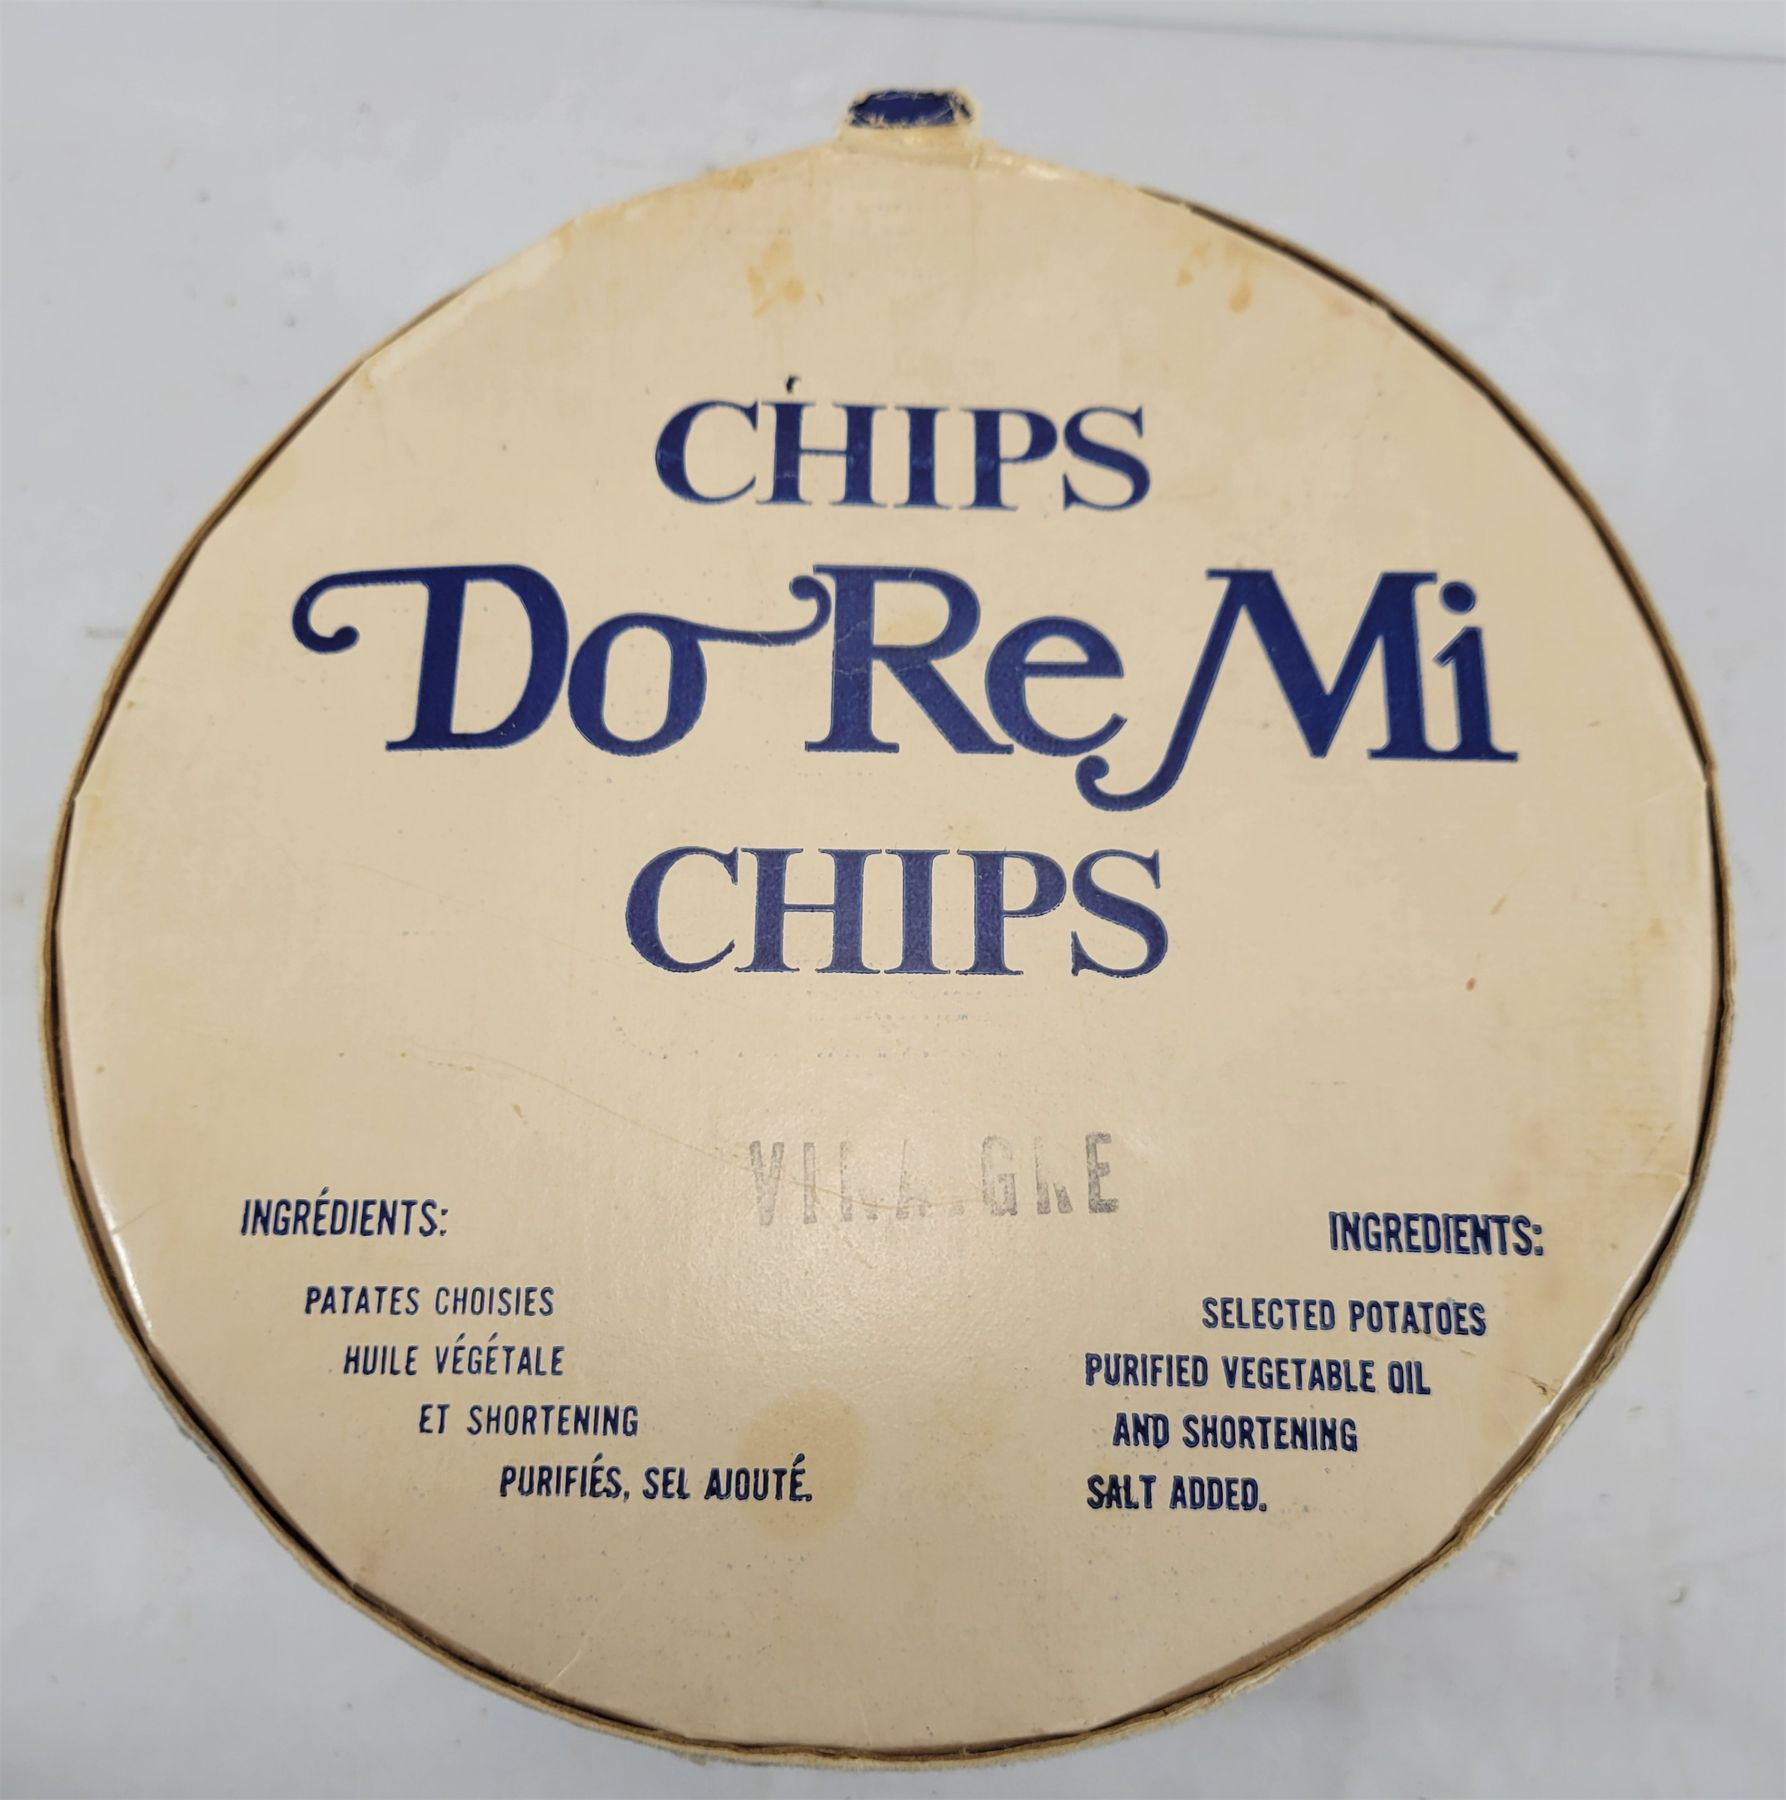 CHIPS
Do Re Mi
CHIPS
VINAIGRE
INGRÉDIENTS:
PATATES CHOISIES
HUILE VÉGÉTALE
ET SHORTENING
PURIFIÉS, SEL AJOUTÉ.
INGREDIENTS:
SELECTED POTATOES
PURIFIED VEGETABLE OIL
AND SHORTENING
SALT ADDED.